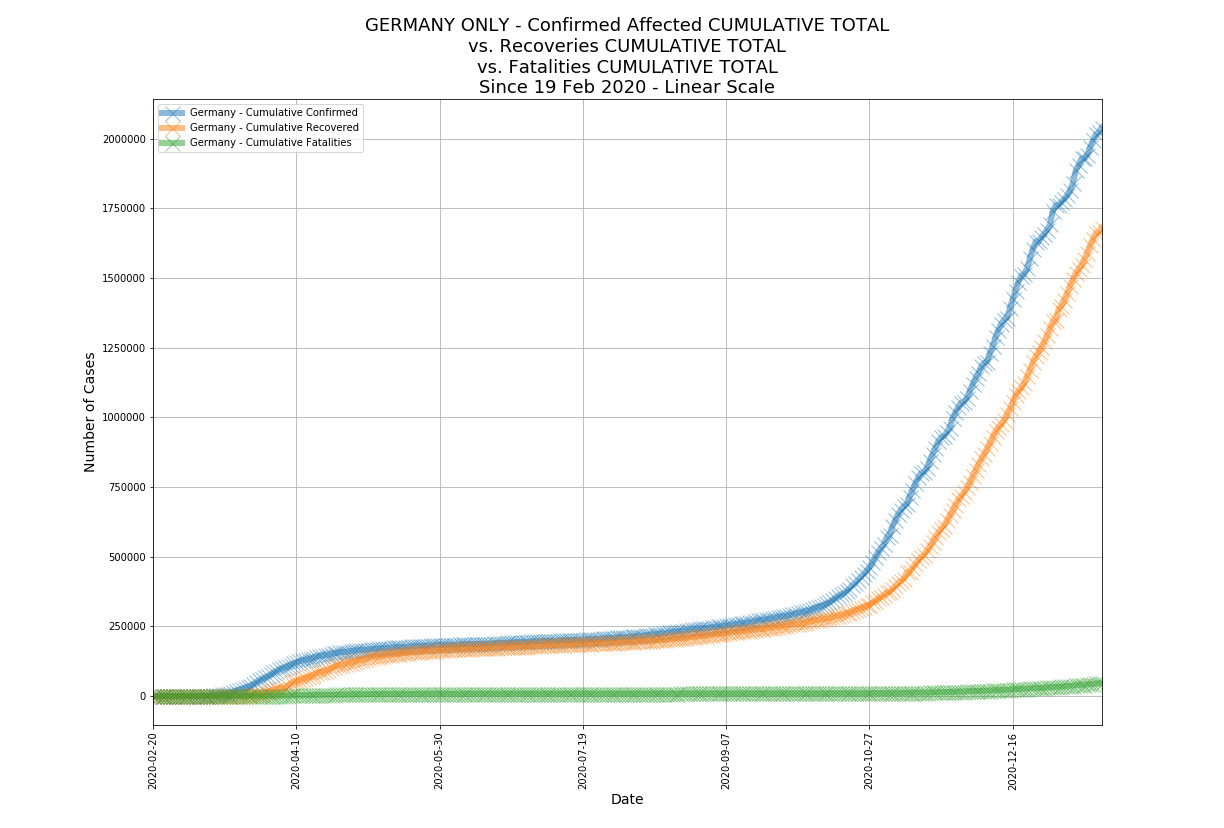 GERMANY ONLY - Confirmed Affected CUMULATIVE TOTAL
vs. Recoveries CUMULATIVE TOTAL
vs. Fatalities CUMULATIVE TOTAL
Since 19 Feb 2020 - Linear Scale
Germany - Cumulative Confirmed
Germany - Cumulative Recovered
Germany - Cumulative Fatalities
Number of Cases
2000000
1750000
1500000
1250000
1000000
750000
500000
250000
0
2020-02-20
2020-04-10
2020-05-30
2020-07-19
2020-09-07
2020-10-27
2020-12-16
Date